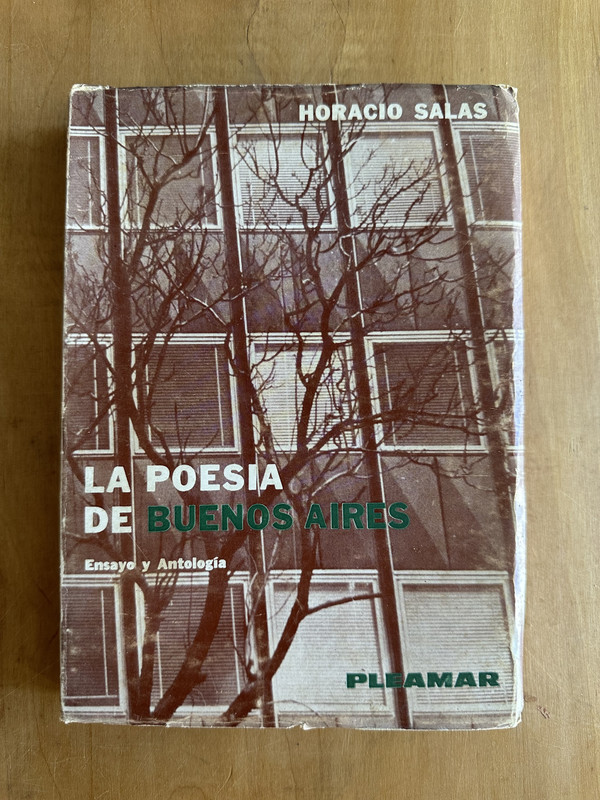 HORACIO SALAS
LA POESIA
DE BUENOS AIRES
Ensayo y Antología
PLEAMAR